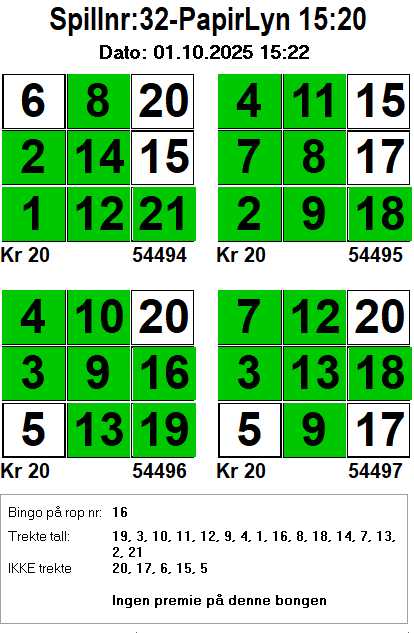 Spillnr:32-PapirLyn 15:20
Dato: 01.10.2025 15:22
6 8 20 4 11 15
2 14 15 7 8 17
1 12 21 2 9 18
Kr 20 54494 Kr 20 54495
4 10 20 7 12 20
3 9 16 3 13 18
5 13 19 5 9 17
Kr 20 54496 Kr 20 54497
Bingo på rop nr: 16
Trekte tall: 19, 3, 10, 11, 12, 9, 4, 1, 16, 8, 18, 14, 7, 13,
2, 21
IKKE trekte 20, 17, 6, 15, 5
Ingen premie på denne bongen